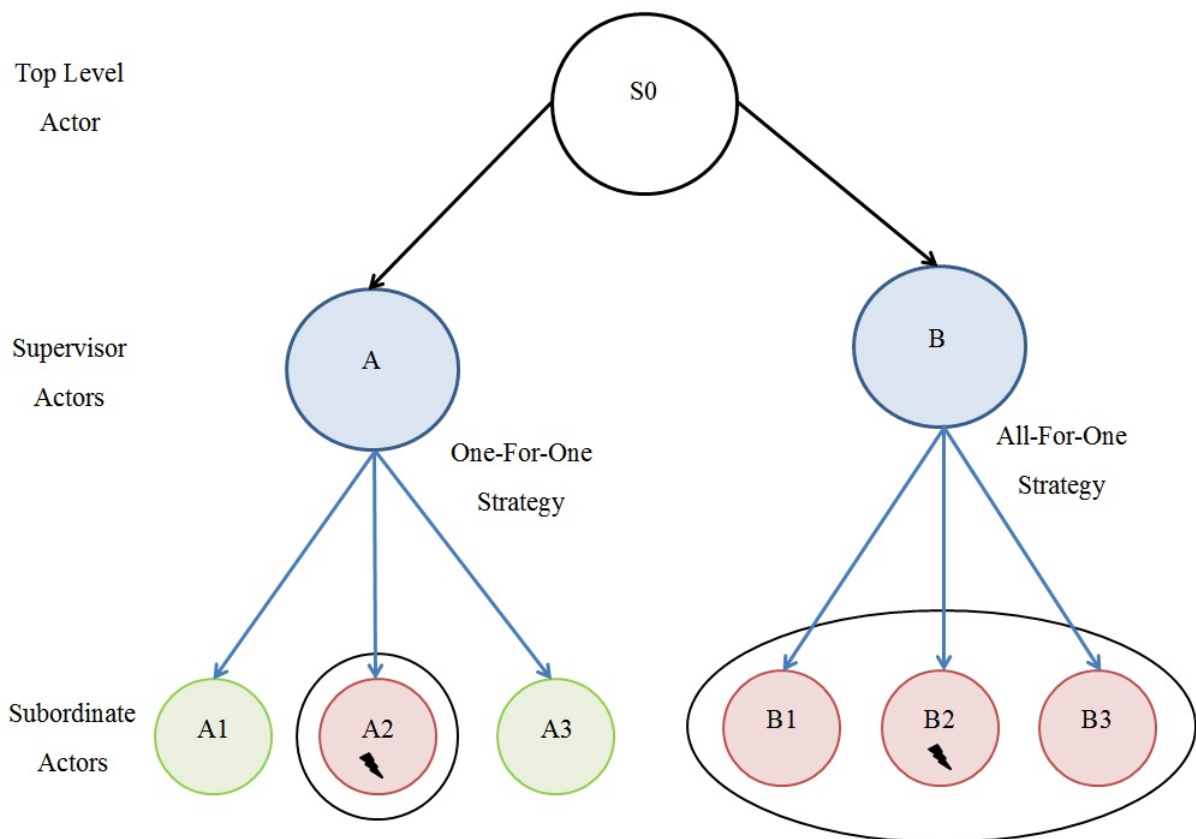 Top Level
Actor
S0
Supervisor
Actors
A
B
One-For-One
Strategy
All-For-One
Strategy
Subordinate
Actors
A1
A2
A3
B1
B2
B3